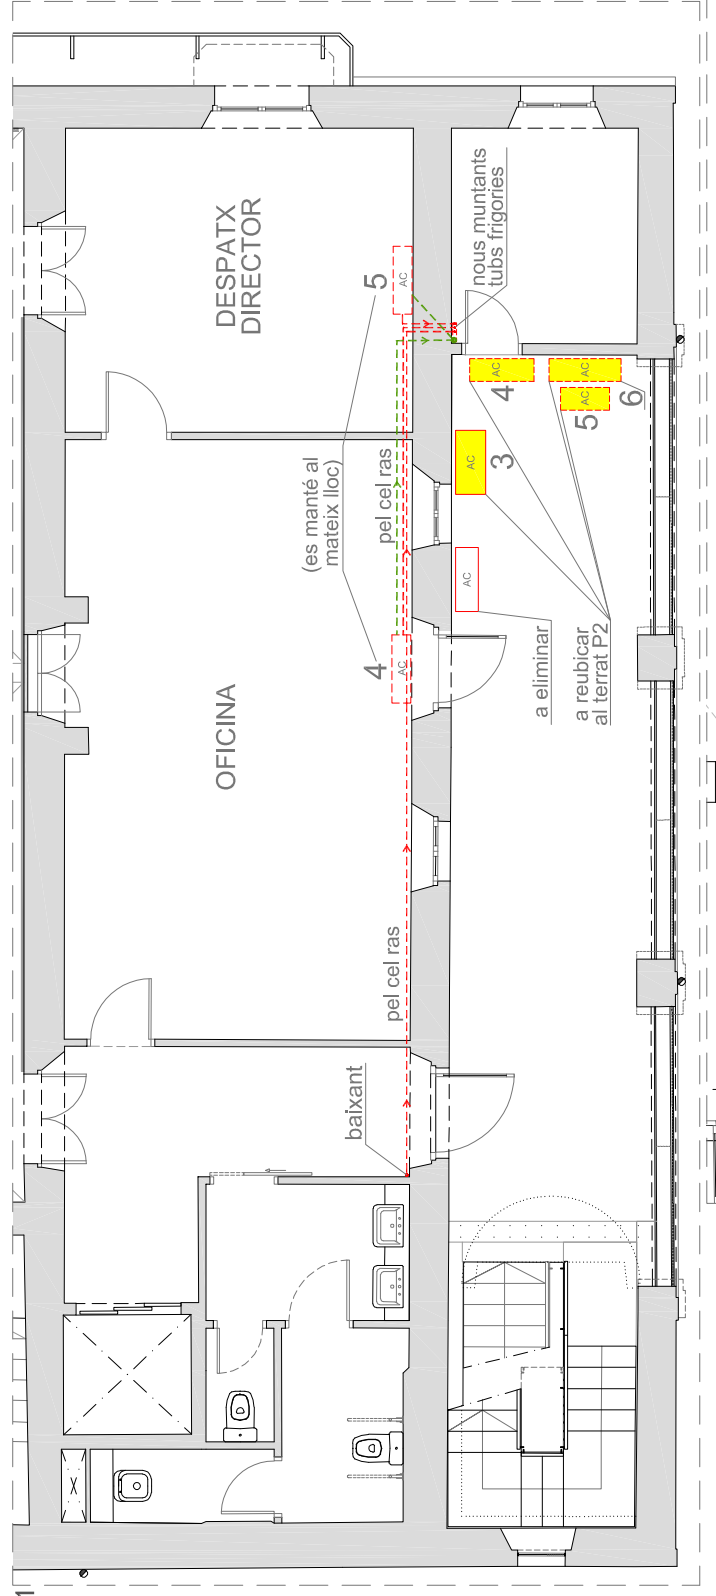 DESPATX
DIRECTOR
5
AC
nous muntants
tubs frigories
AC
4
AC
6
AC
5
AC
3
(es manté al
mateix lloc)
pel cel ras
AC
a eliminar
a reubicar
al terrat P2
4
AC
OFICINA
pel cel ras
baixant
1